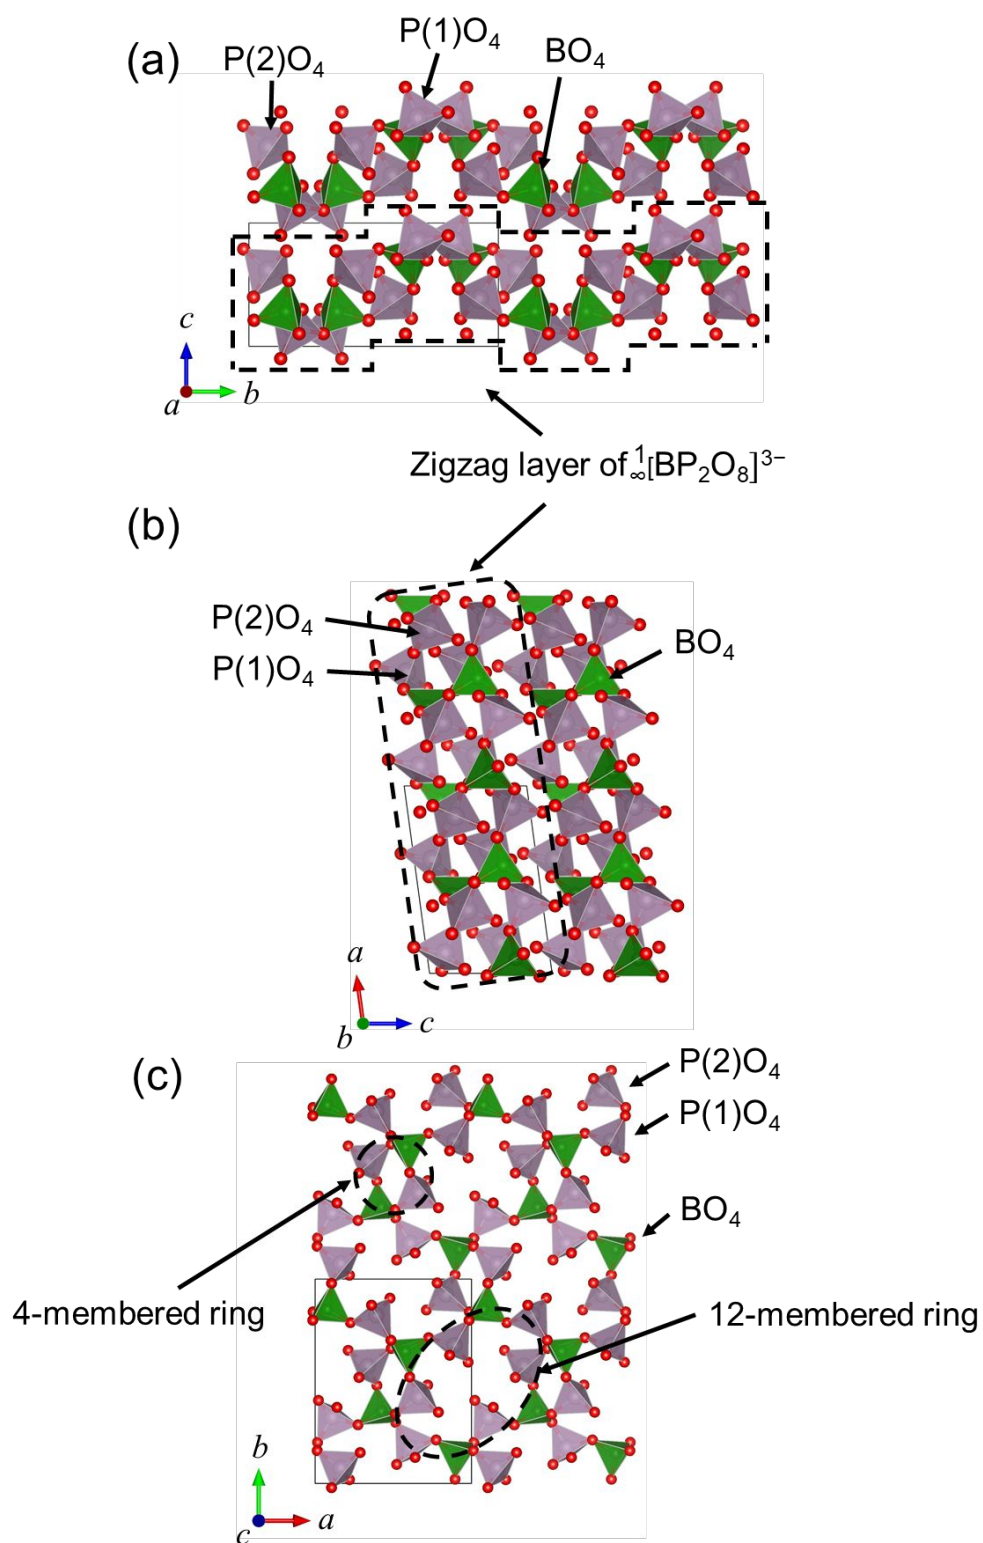 (a)
P(2)O₄
P(1)O₄
BO₄
c
a
b
Zigzag layer of ¹∞[BP₂O₈]³⁻
(b)
P(2)O₄
P(1)O₄
BO₄
a
b
c
(c)
P(2)O₄
P(1)O₄
BO₄
4-membered ring
12-membered ring
b
c
a